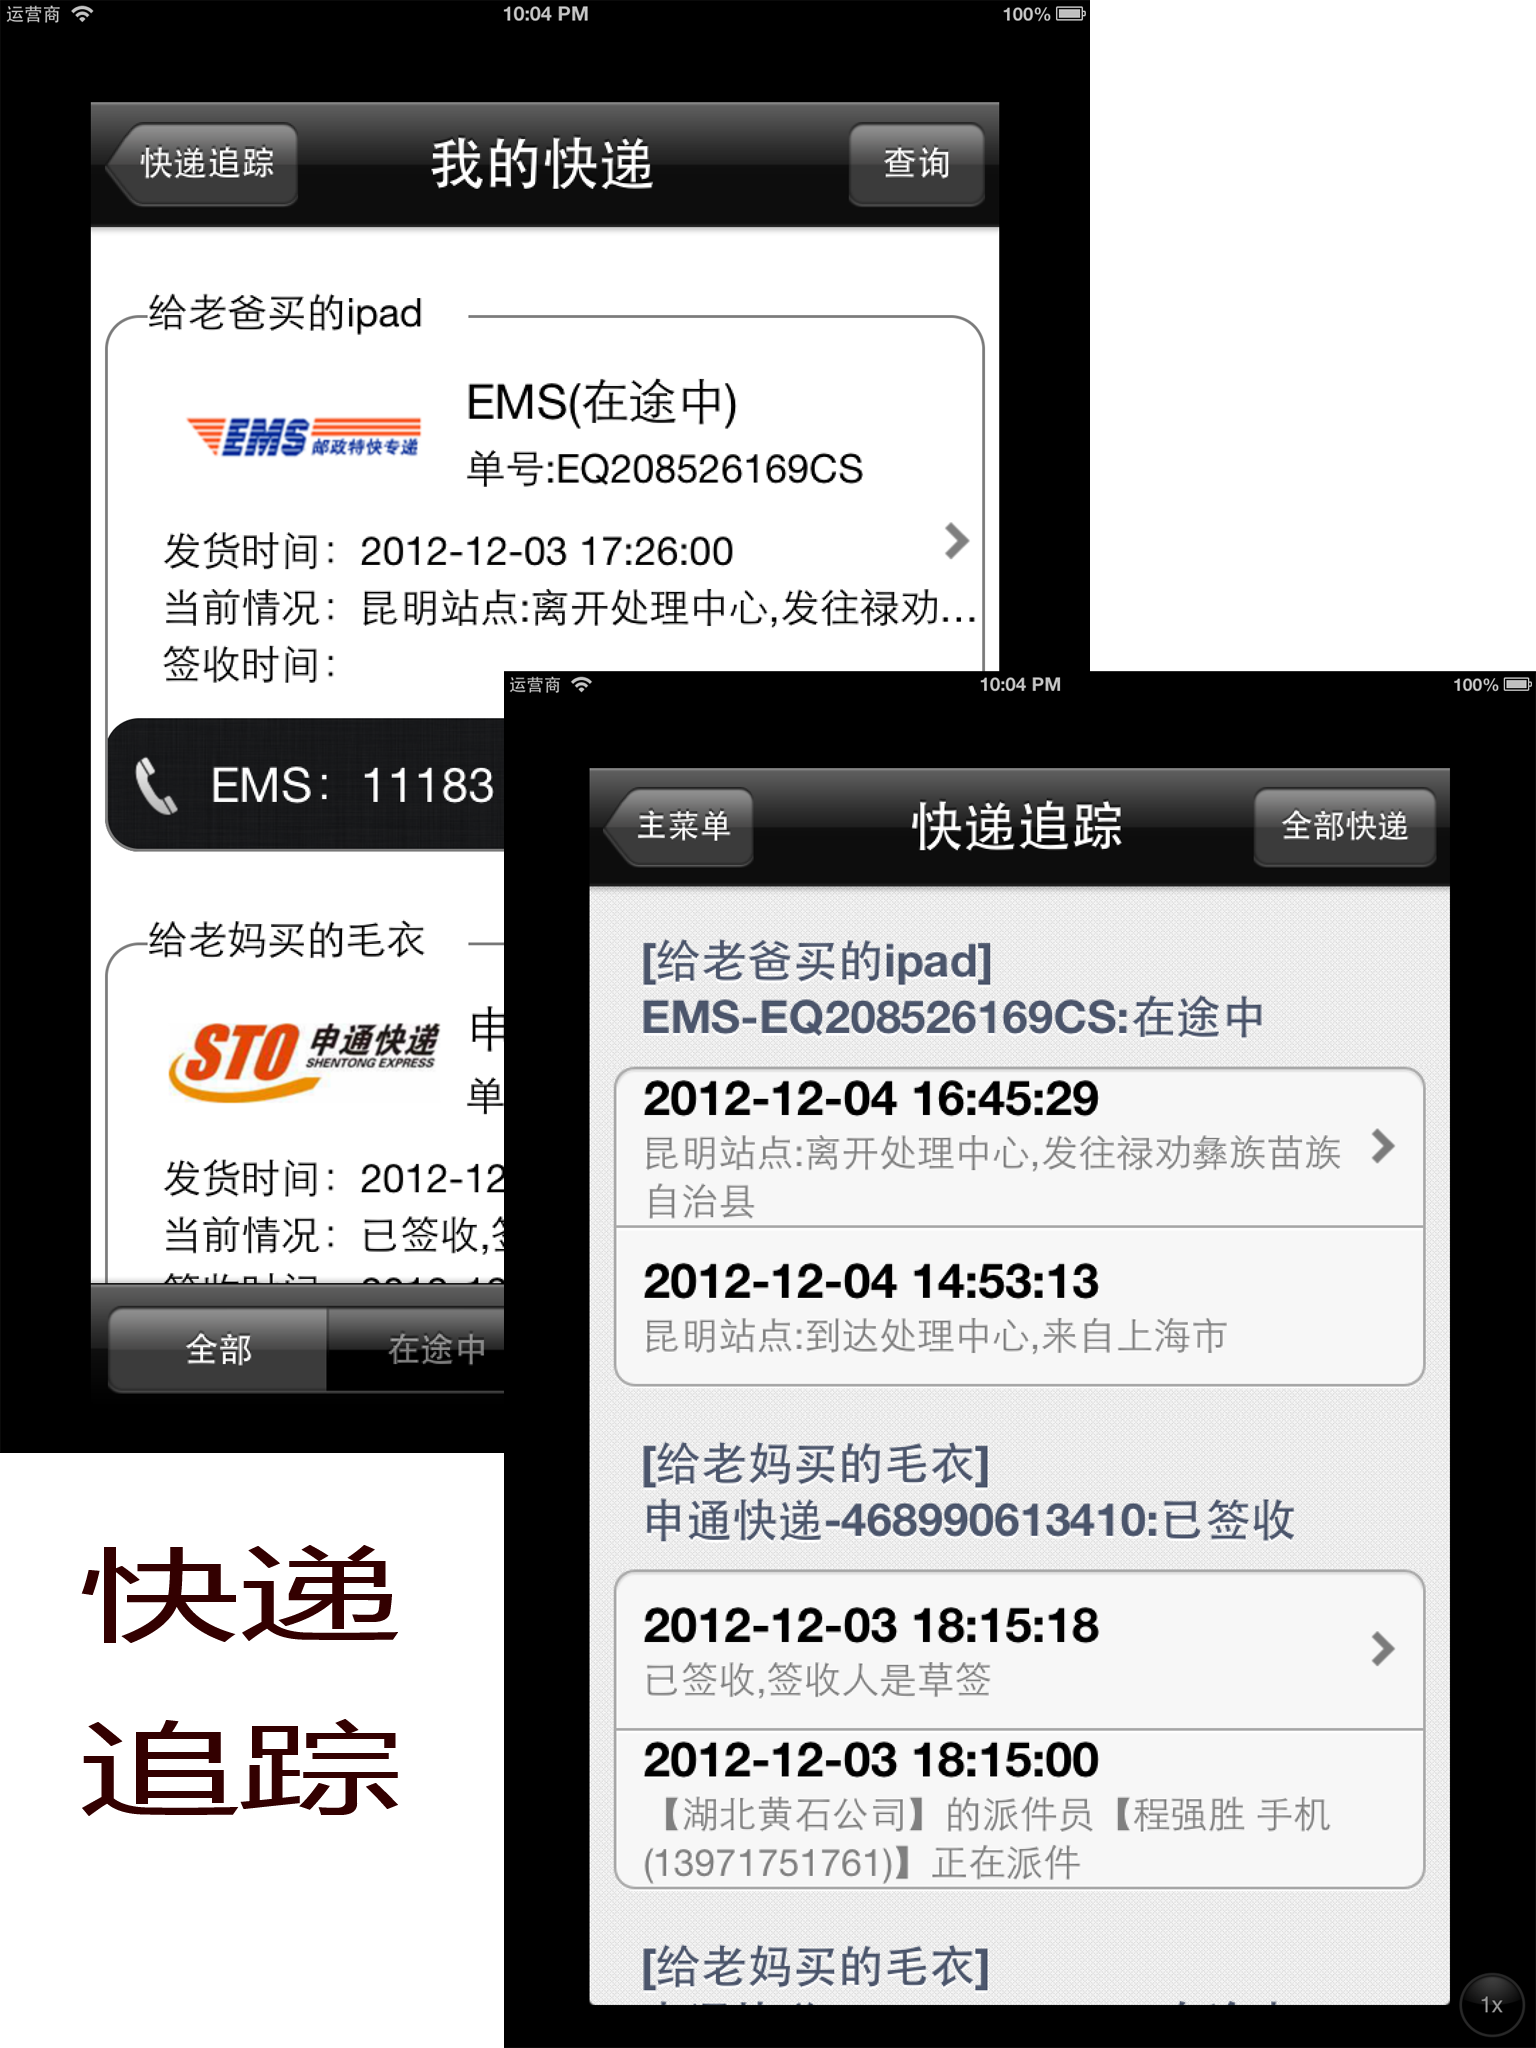 运营商
10:04 PM
100%
快递追踪
我的快递
查询
给老爸买的ipad
EMS 邮政特快专递
EMS(在途中)
单号:EQ208526169CS
发货时间： 2012-12-03 17:26:00
当前情况： 昆明站点:离开处理中心,发往禄劝...
签收时间：
EMS： 11183
给老妈买的毛衣
STO 申通快递
SHENTONG EXPRESS
申
单
发货时间： 2012-12
当前情况： 已签收,签
签收时间
全部
在途中
运营商
10:04 PM
100%
主菜单
快递追踪
全部快递
[给老爸买的ipad]
EMS-EQ208526169CS:在途中
2012-12-04 16:45:29
昆明站点:离开处理中心,发往禄劝彝族苗族
自治县
2012-12-04 14:53:13
昆明站点:到达处理中心,来自上海市
[给老妈买的毛衣]
申通快递-468990613410:已签收
2012-12-03 18:15:18
已签收,签收人是草签
2012-12-03 18:15:00
【湖北黄石公司】的派件员【程强胜 手机
(13971751761)】正在派件
[给老妈买的毛衣]
1x
快递
追踪